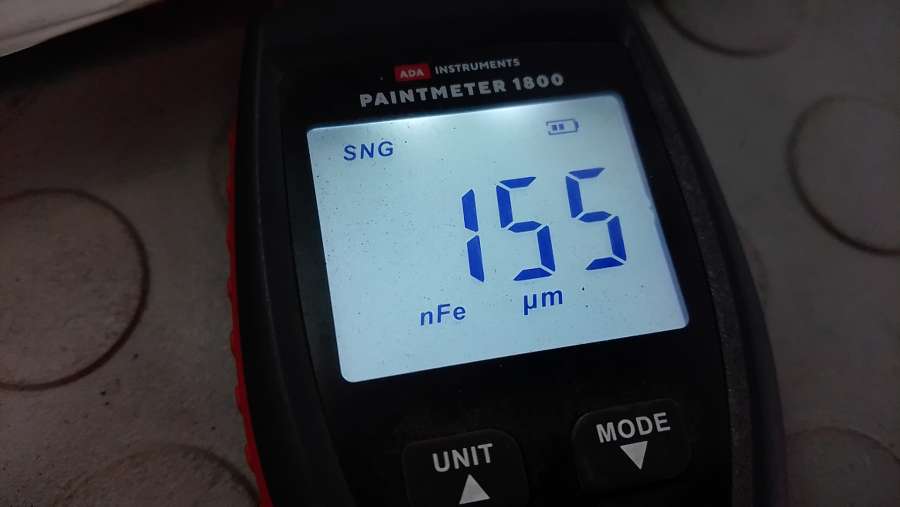 ADA INSTRUMENTS
PAINTMETER 1800
SNG
155
nFe μm
UNIT
MODE